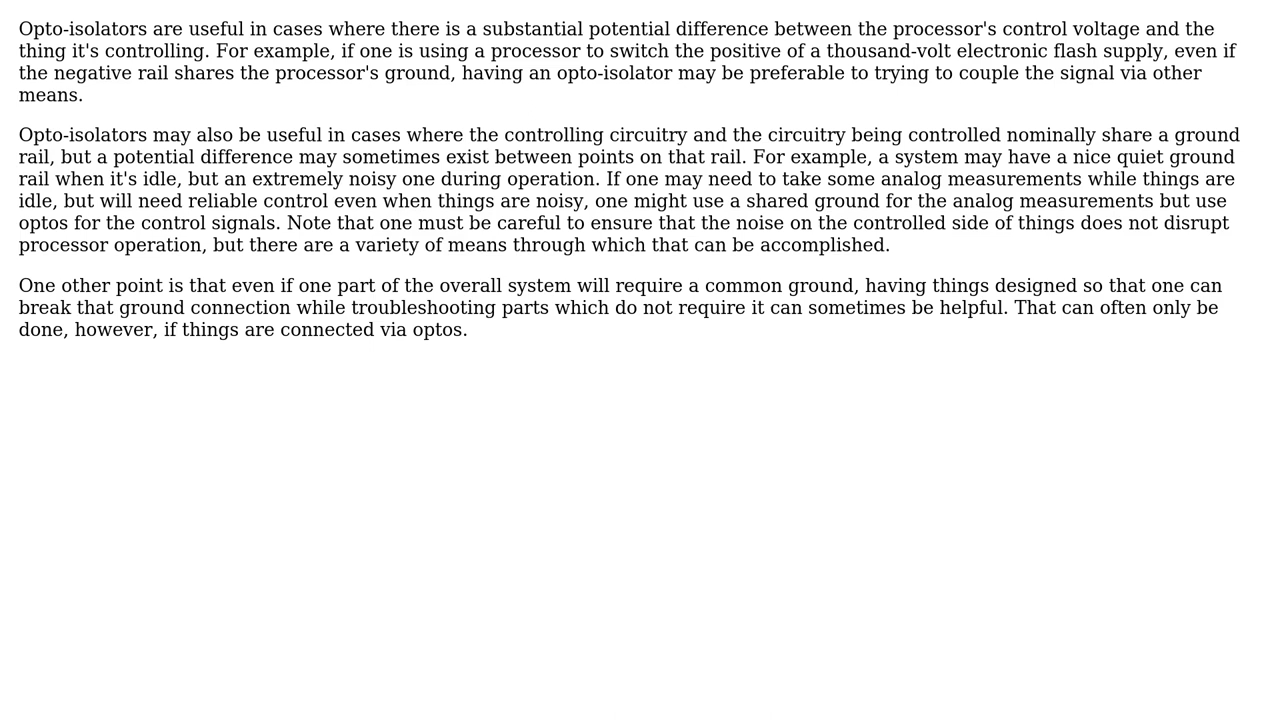 Opto-isolators are useful in cases where there is a substantial potential difference between the processor's control voltage and the
thing it's controlling. For example, if one is using a processor to switch the positive of a thousand-volt electronic flash supply, even if
the negative rail shares the processor's ground, having an opto-isolator may be preferable to trying to couple the signal via other
means.
Opto-isolators may also be useful in cases where the controlling circuitry and the circuitry being controlled nominally share a ground
rail, but a potential difference may sometimes exist between points on that rail. For example, a system may have a nice quiet ground
rail when it's idle, but an extremely noisy one during operation. If one may need to take some analog measurements while things are
idle, but will need reliable control even when things are noisy, one might use a shared ground for the analog measurements but use
optos for the control signals. Note that one must be careful to ensure that the noise on the controlled side of things does not disrupt
processor operation, but there are a variety of means through which that can be accomplished.
One other point is that even if one part of the overall system will require a common ground, having things designed so that one can
break that ground connection while troubleshooting parts which do not require it can sometimes be helpful. That can often only be
done, however, if things are connected via optos.